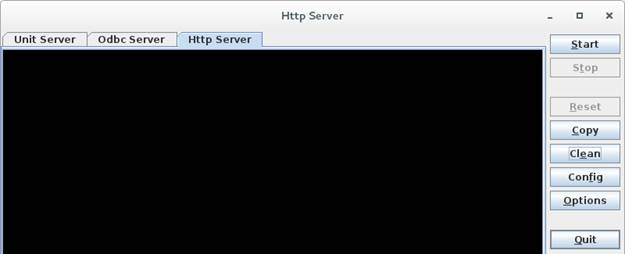 Http Server
Unit Server Odbc Server Http Server
Start
Stop
Reset
Copy
Clean
Config
Options
Quit